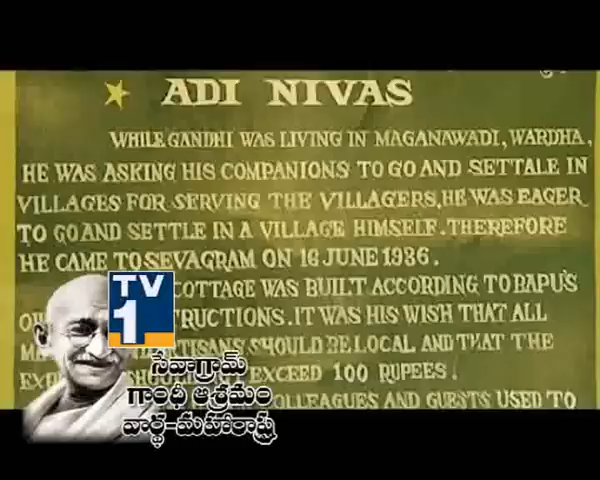 ADI NIVAS
WHILE GANDHI WAS LIVING IN MAGANAWADI, WARDHA,
HE WAS ASKING HIS COMPANIONS TO GO AND SETTALE IN
VILLAGES FOR SERVING THE VILLAGERS, HE WAS EAGER
TO GO AND SETTLE IN A VILLAGE HIMSELF. THEREFORE
HE CAME TO SEVAGRAM ON 16 JUNE 1936.
COTTAGE WAS BUILT ACCORDING TO BAPU'S
IT WAS HIS WISH THAT ALL
SHOULD BE LOCAL AND THAT THE
EXCEED 100 RUPEES.
AND GUESTS USED TO
TV
1
సేవాగ్రామ్
గాంధీ ఆశ్రమం
వార్థా-మహారాష్ట్ర